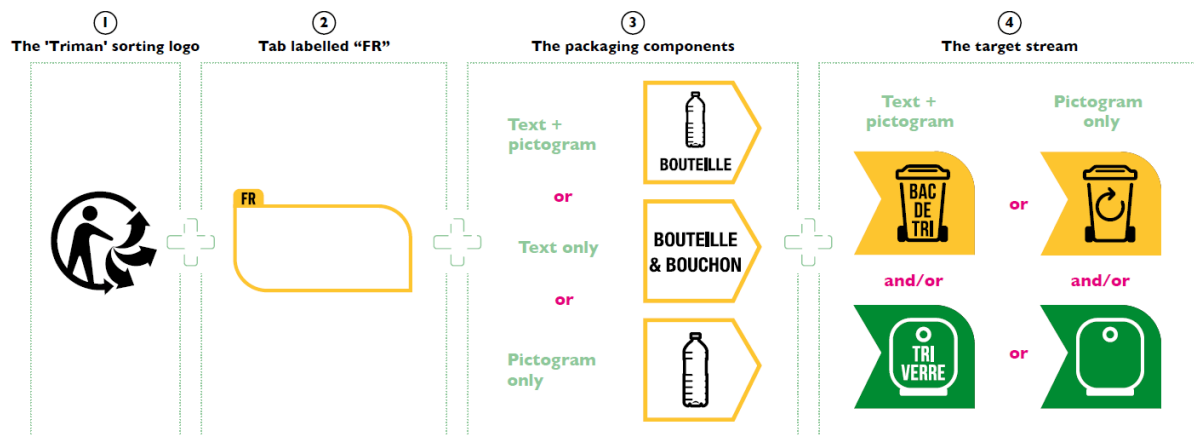 1
The 'Triman' sorting logo
2
Tab labelled “FR”
3
The packaging components
4
The target stream
FR
Text +
pictogram
or
Text only
or
Pictogram
only
BOUTEILLE
BOUTEILLE
& BOUCHON
Text +
pictogram
Pictogram
only
BAC
DE
TRI
or
and/or
and/or
TRI
VERRE
or